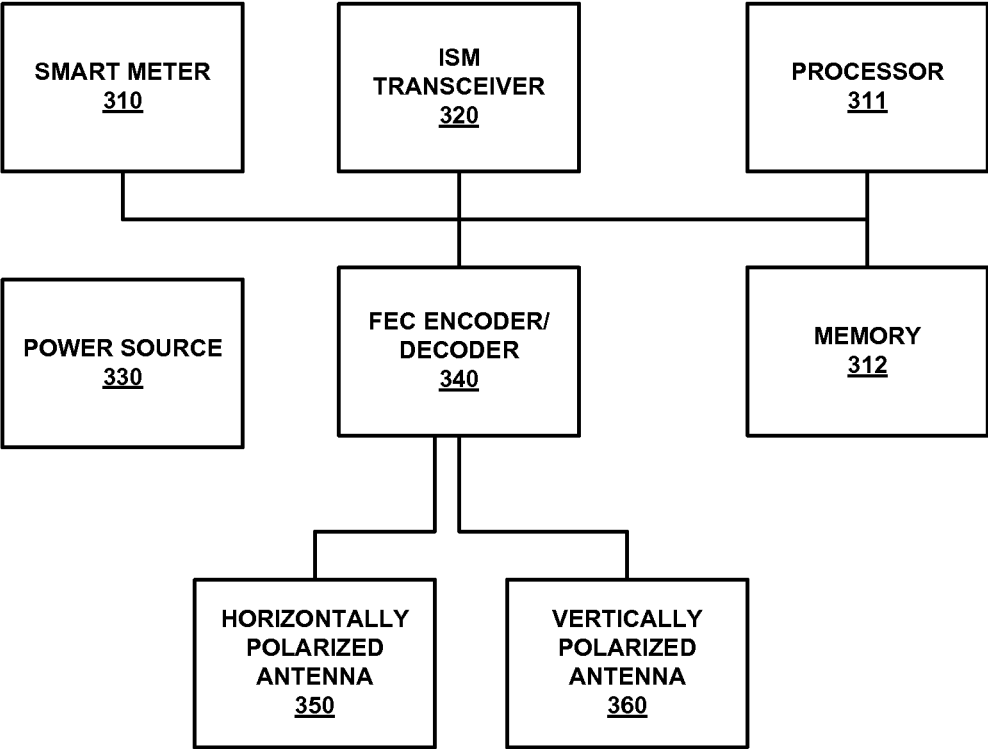 SMART METER
310
ISM
TRANSCEIVER
320
PROCESSOR
311
POWER SOURCE
330
FEC ENCODER/
DECODER
340
MEMORY
312
HORIZONTALLY
POLARIZED
ANTENNA
350
VERTICALLY
POLARIZED
ANTENNA
360